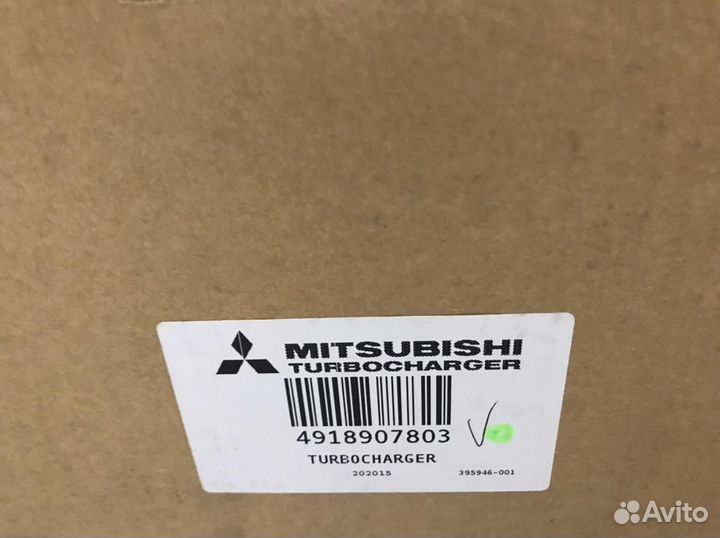 MITSUBISHI
TURBOCHARGER
4918907803
TURBOCHARGER
202015 395946-001
Avito